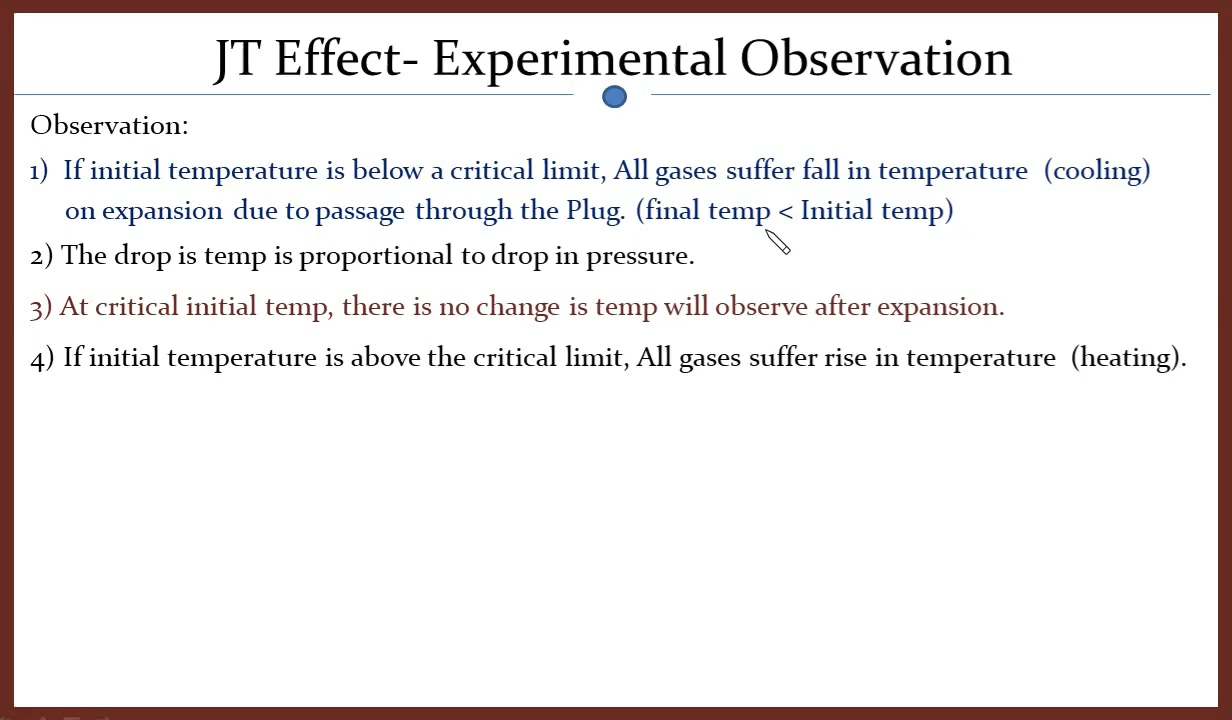 JT Effect- Experimental Observation
Observation:
1) If initial temperature is below a critical limit, All gases suffer fall in temperature (cooling)
on expansion due to passage through the Plug. (final temp < Initial temp)
2) The drop is temp is proportional to drop in pressure.
3) At critical initial temp, there is no change is temp will observe after expansion.
4) If initial temperature is above the critical limit, All gases suffer rise in temperature (heating).